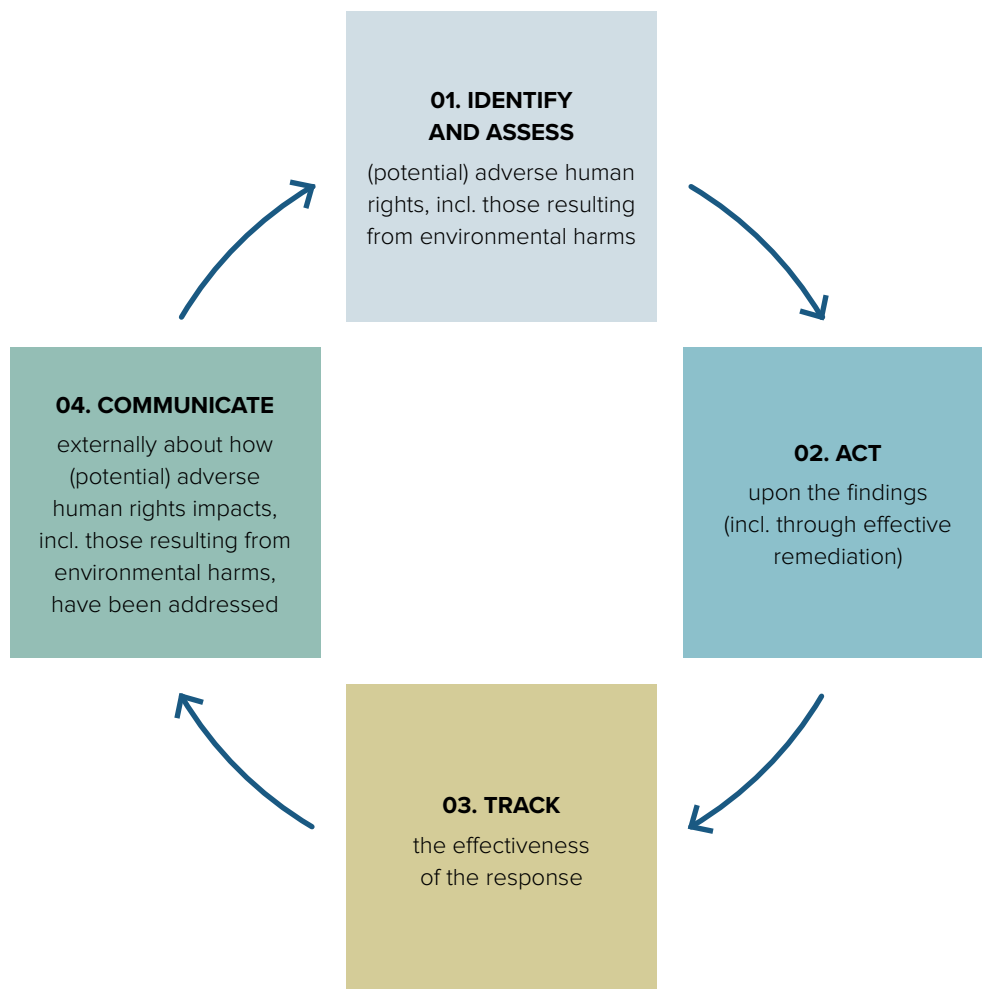 01. IDENTIFY
AND ASSESS
(potential) adverse human
rights, incl. those resulting
from environmental harms
02. ACT
upon the findings
(incl. through effective
remediation)
03. TRACK
the effectiveness
of the response
04. COMMUNICATE
externally about how
(potential) adverse
human rights impacts,
incl. those resulting from
environmental harms,
have been addressed